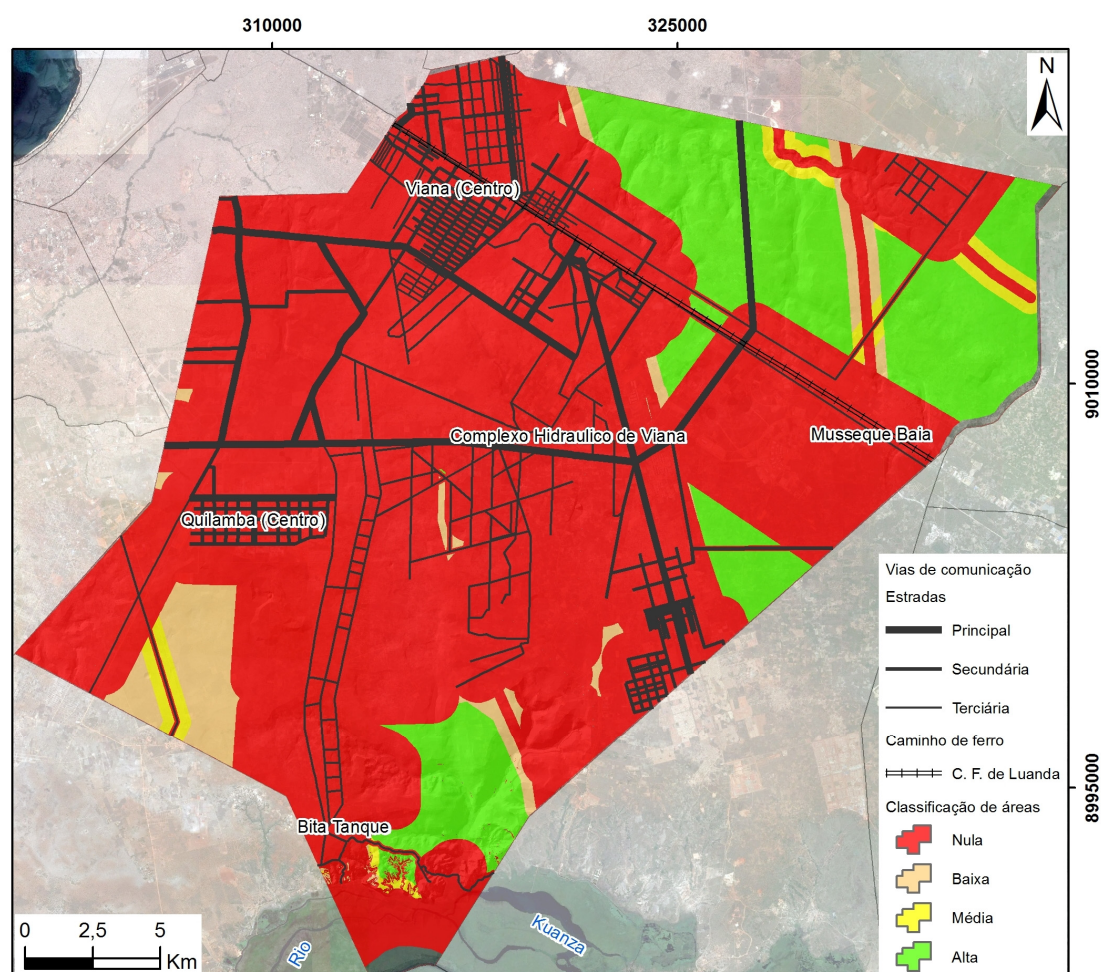 310000 325000
N
Viana (Centro)
9010000
Complexo Hidraulico de Viana
Musseque Baia
Quilamba (Centro)
Vias de comunicação
Estradas
Principal
Secundária
Terciária
Caminho de ferro
C. F. de Luanda
Classificação de áreas
Nula
Baixa
Média
Alta
8995000
Bita Tanque
Rio
Kuanza
0 2,5 5
Km